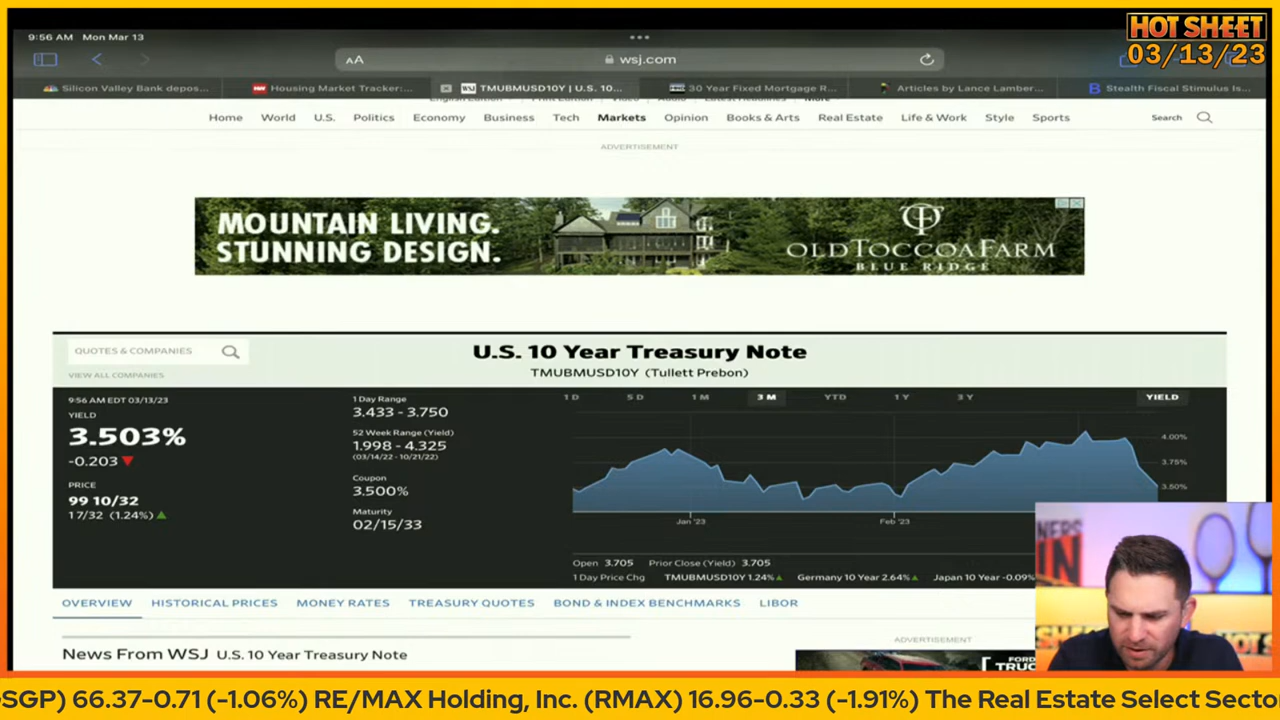 9:56 AM Mon Mar 13
HOT SHEET
03/13/23
AA
wsj.com
Silicon Valley Bank depos...
Housing Market Tracker:...
WSJ TMUBMUSD10Y | U.S. 10...
30 Year Fixed Mortgage R...
Articles by Lance Lamber...
Stealth Fiscal Stimulus Is...
Home World U.S. Politics Economy Business Tech Markets Opinion Books & Arts Real Estate Life & Work Style Sports Search
ADVERTISEMENT
MOUNTAIN LIVING.
STUNNING DESIGN.
OLD TOCCOA FARM
BLUE RIDGE
QUOTES & COMPANIES
VIEW ALL COMPANIES
U.S. 10 Year Treasury Note
TMUBMUSD10Y (Tullett Prebon)
9:56 AM EDT 03/13/23
YIELD
3.503%
-0.203
PRICE
99 10/32
1 7/32 (1.24%)
1 Day Range
3.433 - 3.750
52 Week Range (Yield)
1.998 - 4.325
(03/14/22 - 10/21/22)
Coupon
3.500%
Maturity
02/15/33
1 D 5 D 1 M 3 M YTD 1 Y 3 Y YIELD
4.00%
3.75%
3.50%
Jan '23 Feb '23
Open 3.705 Prior Close (Yield) 3.705
1 Day Price Chg TMUBMUSD10Y 1.24% Germany 10 Year 2.64% Japan 10 Year -0.09%
OVERVIEW HISTORICAL PRICES MONEY RATES TREASURY QUOTES BOND & INDEX BENCHMARKS LIBOR
News From WSJ U.S. 10 Year Treasury Note
ADVERTISEMENT
FORD
TRUC
SGP) 66.37-0.71 (-1.06%) RE/MAX Holding, Inc. (RMAX) 16.96-0.33 (-1.91%) The Real Estate Select Secto